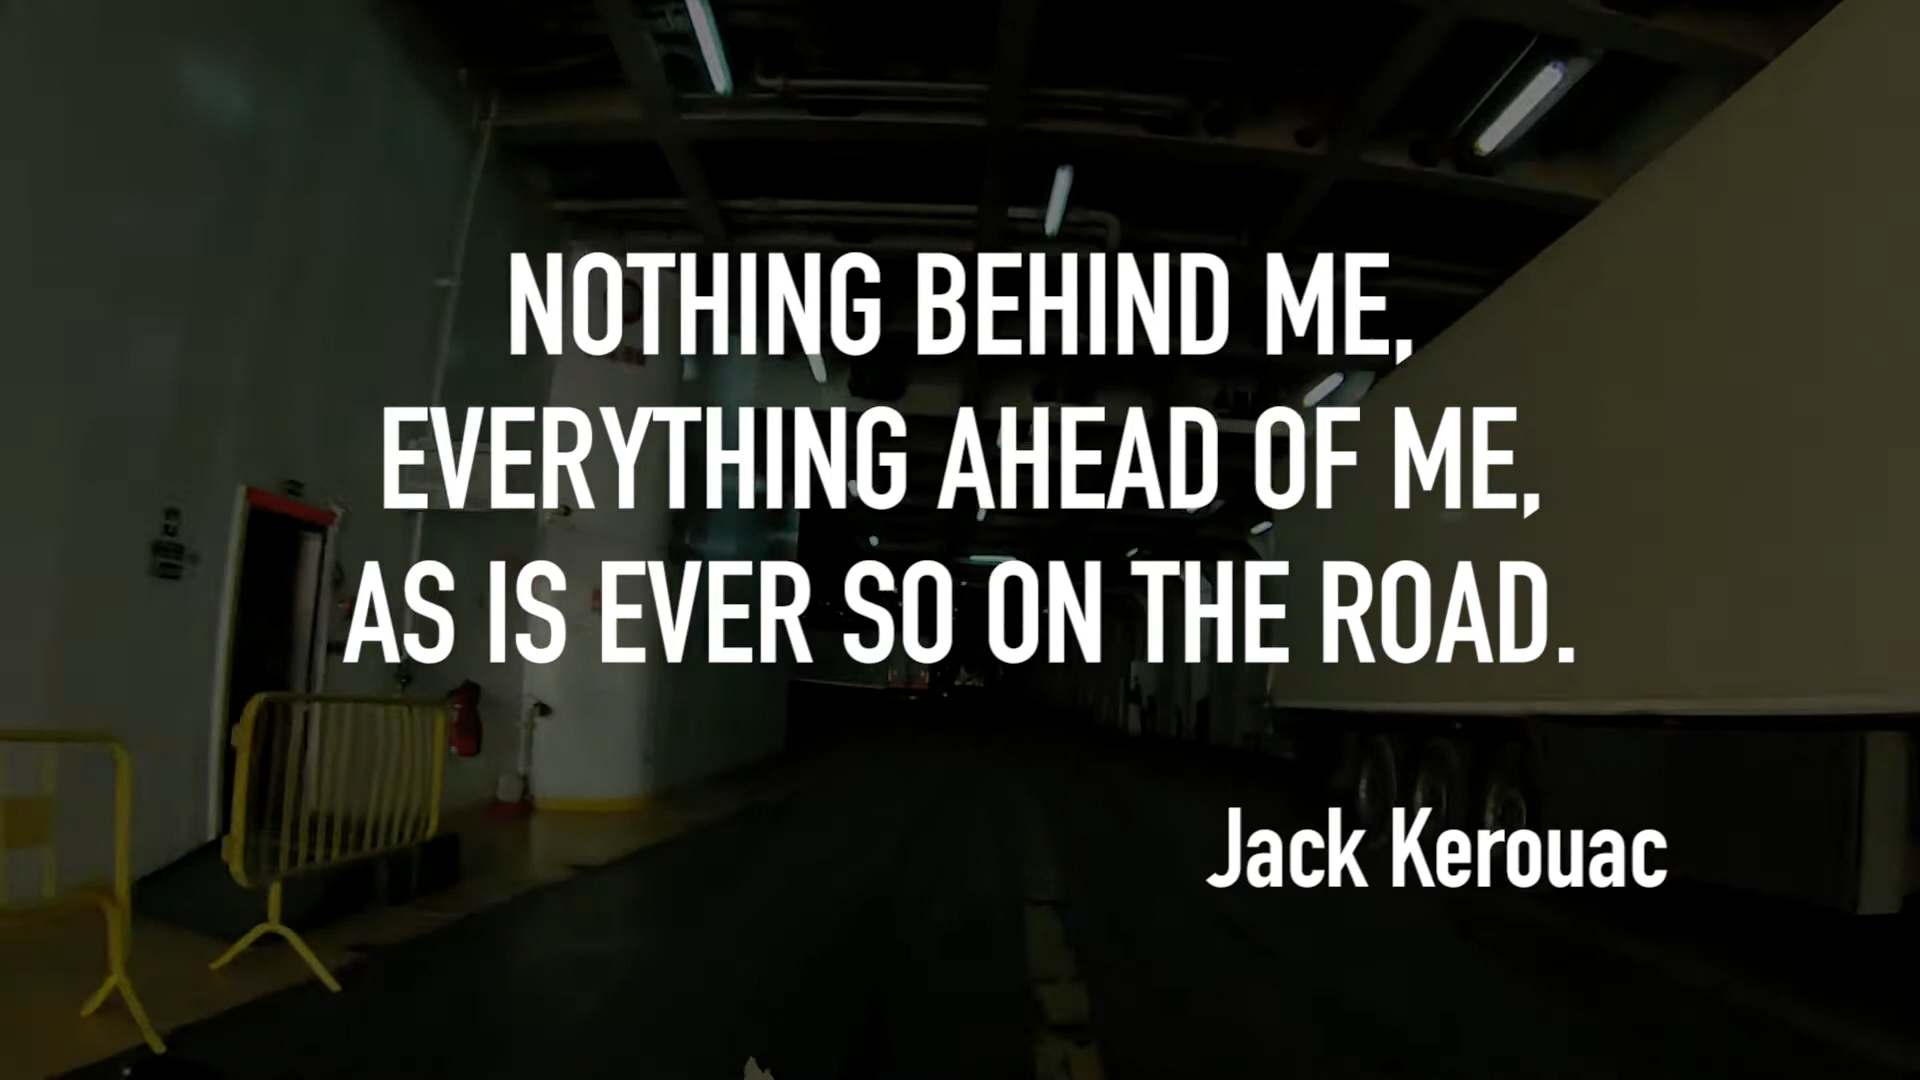 NOTHING BEHIND ME,
EVERYTHING AHEAD OF ME,
AS IS EVER SO ON THE ROAD.
Jack Kerouac